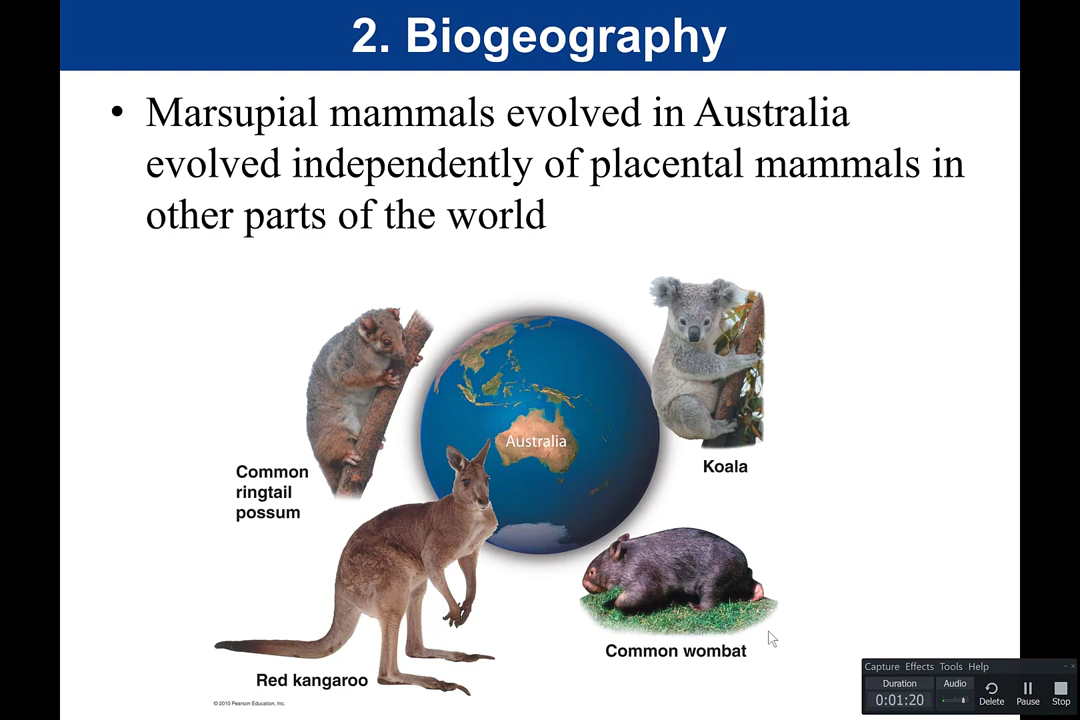 2. Biogeography
• Marsupial mammals evolved in Australia
evolved independently of placental mammals in
other parts of the world
Australia
Koala
Common
ringtail
possum
Common wombat
Red kangaroo
© 2010 Pearson Education, Inc.
Capture Effects Tools Help
Duration Audio
0:01:20 Delete Pause Stop